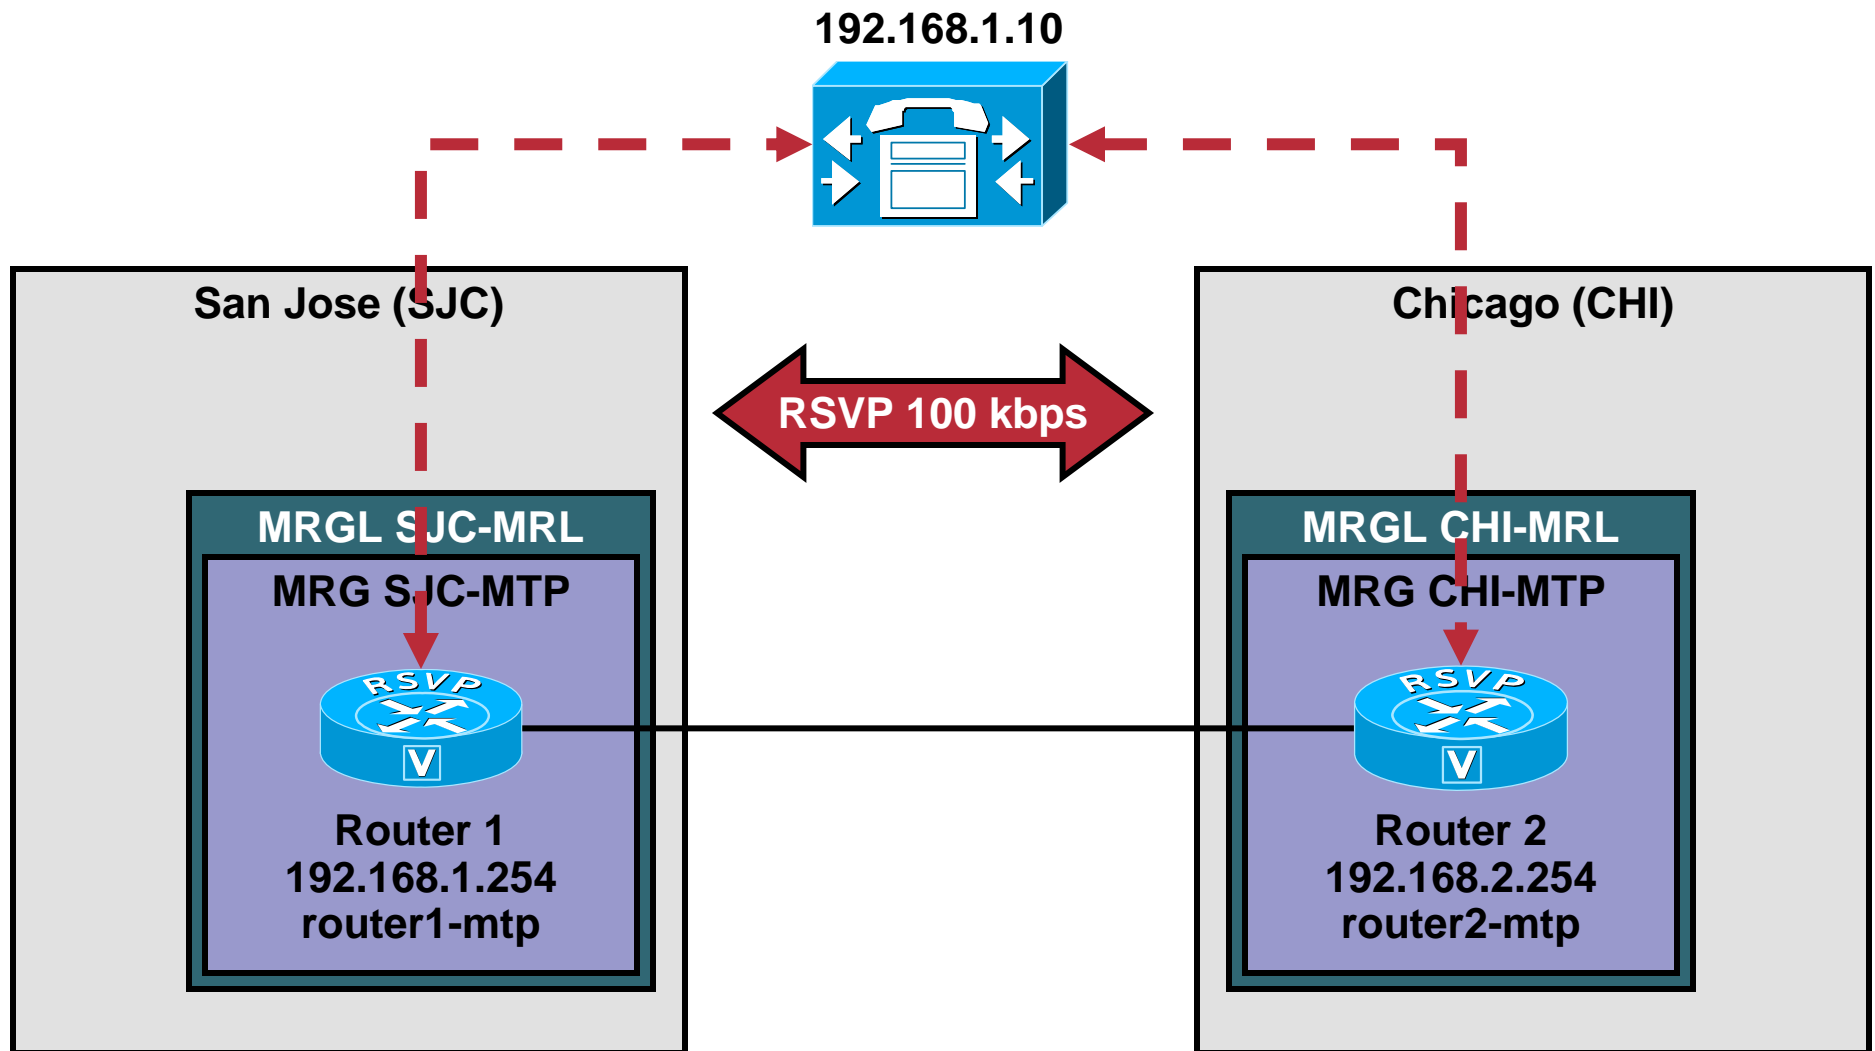 192.168.1.10
San Jose (SJC)
Chicago (CHI)
RSVP 100 kbps
MRGL SJC-MRL
MRG SJC-MTP
RSVP
V
Router 1
192.168.1.254
router1-mtp
MRGL CHI-MRL
MRG CHI-MTP
RSVP
V
Router 2
192.168.2.254
router2-mtp